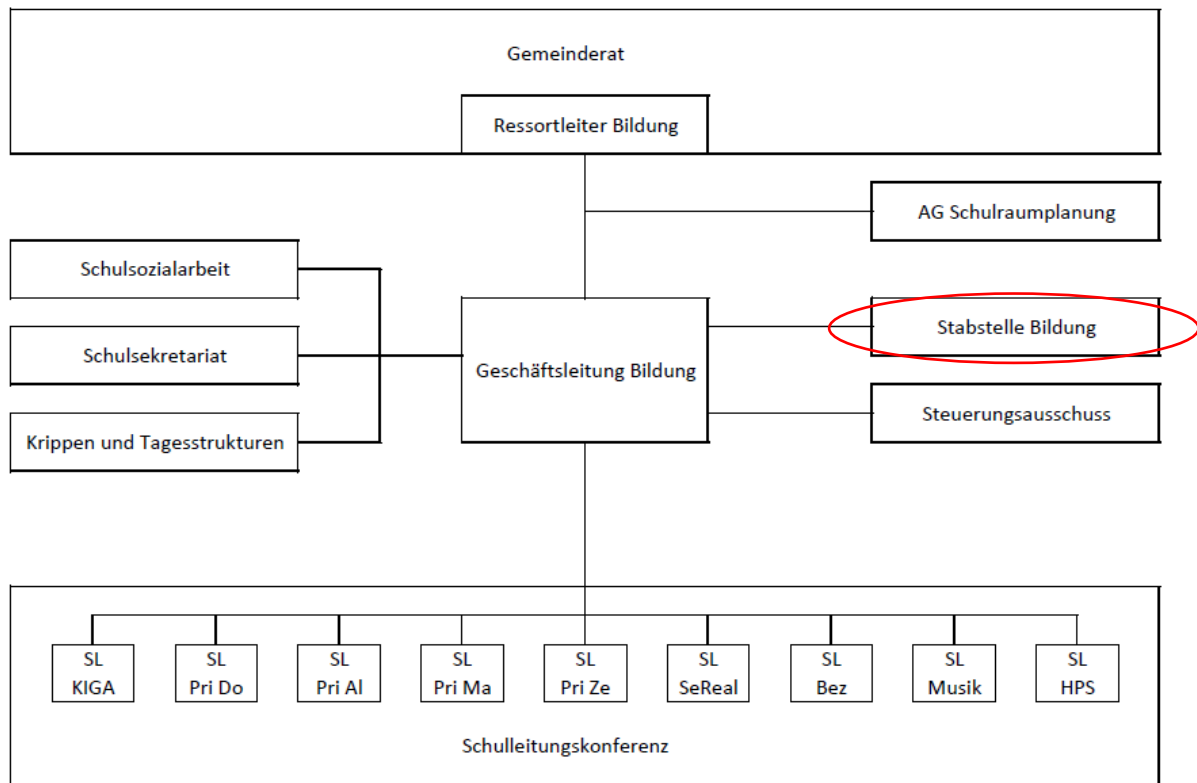 Gemeinderat
Ressortleiter Bildung
AG Schulraumplanung
Schulsozialarbeit
Stabstelle Bildung
Schulsekretariat
Geschäftsleitung Bildung
Steuerungsausschuss
Krippen und Tagesstrukturen
SL
KIGA
SL
Pri Do
SL
Pri Al
SL
Pri Ma
SL
Pri Ze
SL
SeReal
SL
Bez
SL
Musik
SL
HPS
Schulleitungskonferenz